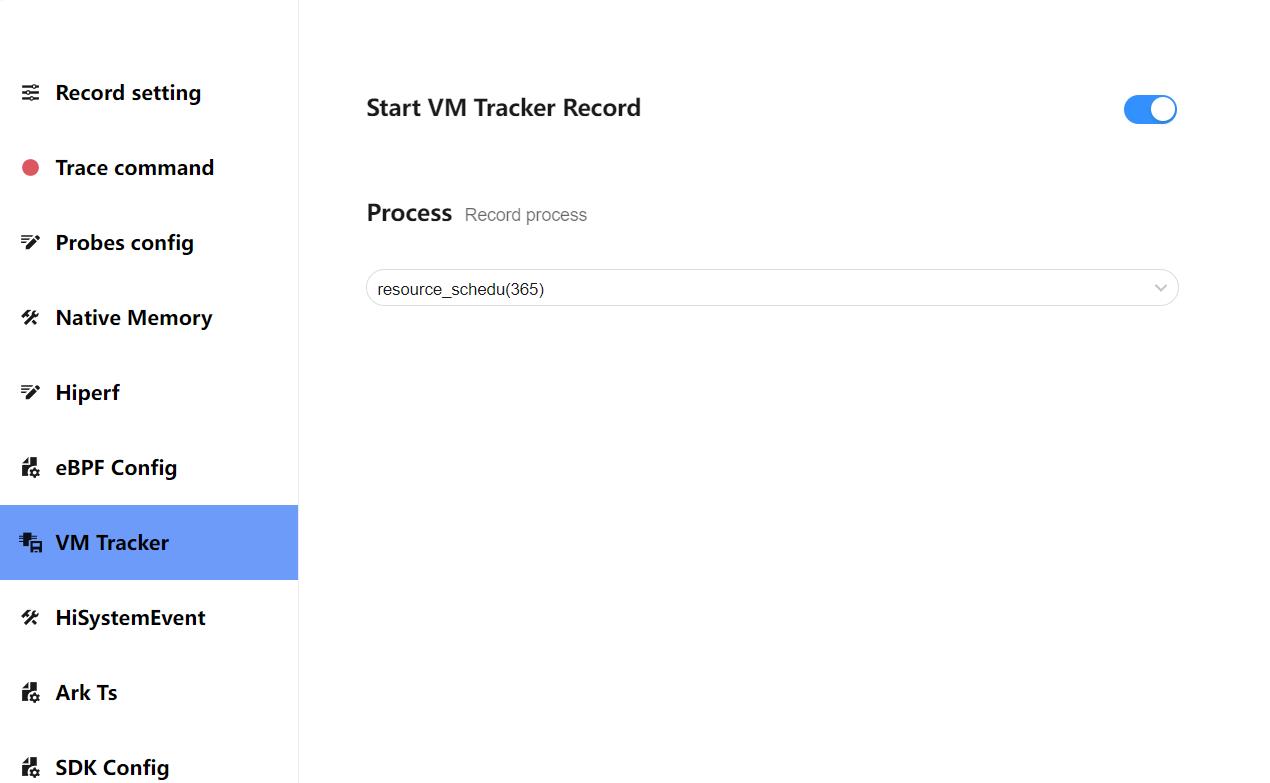 Record setting
Trace command
Probes config
Native Memory
Hiperf
eBPF Config
VM Tracker
HiSystemEvent
Ark Ts
SDK Config
Start VM Tracker Record
Process Record process
resource_schedu(365)